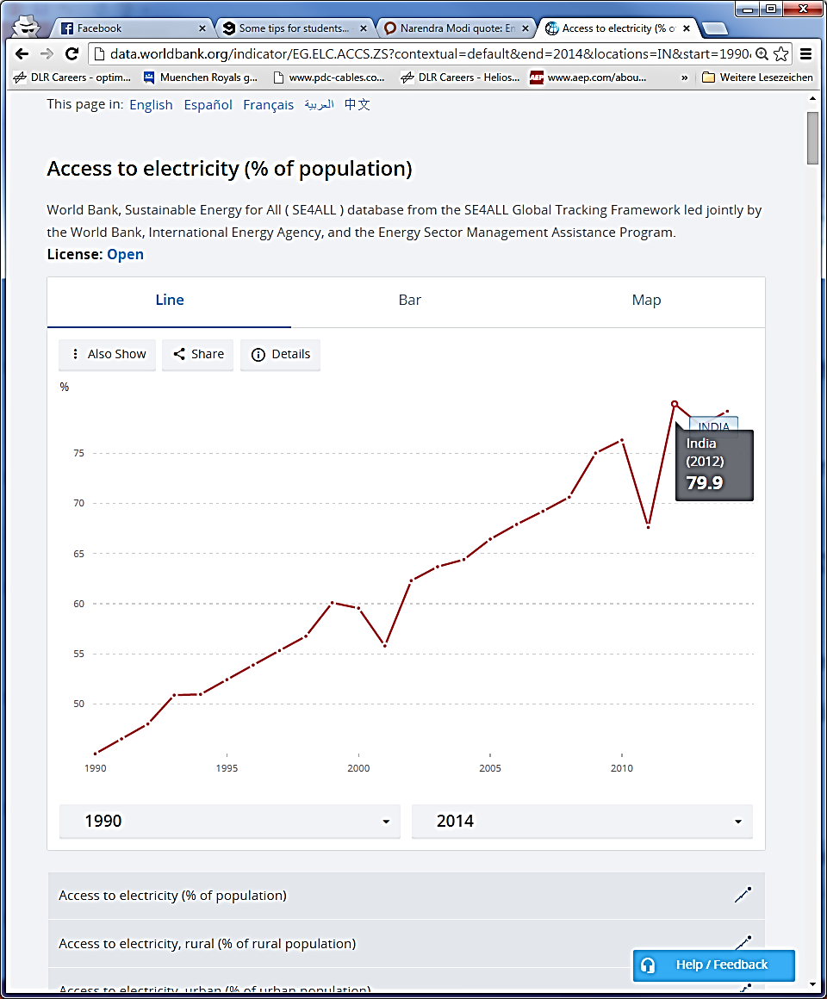 Facebook
Some tips for students...
Narendra Modi quote: En
Access to electricity (% o
data.worldbank.org/indicator/EG.ELC.ACCS.ZS?contextual=default&end=2014&locations=IN&start=1990
DLR Careers - optim...
Muenchen Royals g...
www.pdc-cables.co...
DLR Careers - Helios...
AEP
www.aep.com/abou...
»
Weitere Lesezeichen
This page in: English Español Français العربية 中文
Access to electricity (% of population)
World Bank, Sustainable Energy for All ( SE4ALL ) database from the SE4ALL Global Tracking Framework led jointly by
the World Bank, International Energy Agency, and the Energy Sector Management Assistance Program.
License: Open
Line
Bar
Map
Also Show
Share
Details
%
INDIA
India
(2012)
79.9
75
70
65
60
55
50
1990
1995
2000
2005
2010
1990
2014
Access to electricity (% of population)
Access to electricity, rural (% of rural population)
Access to electricity, urban (% of urban population)
Help / Feedback